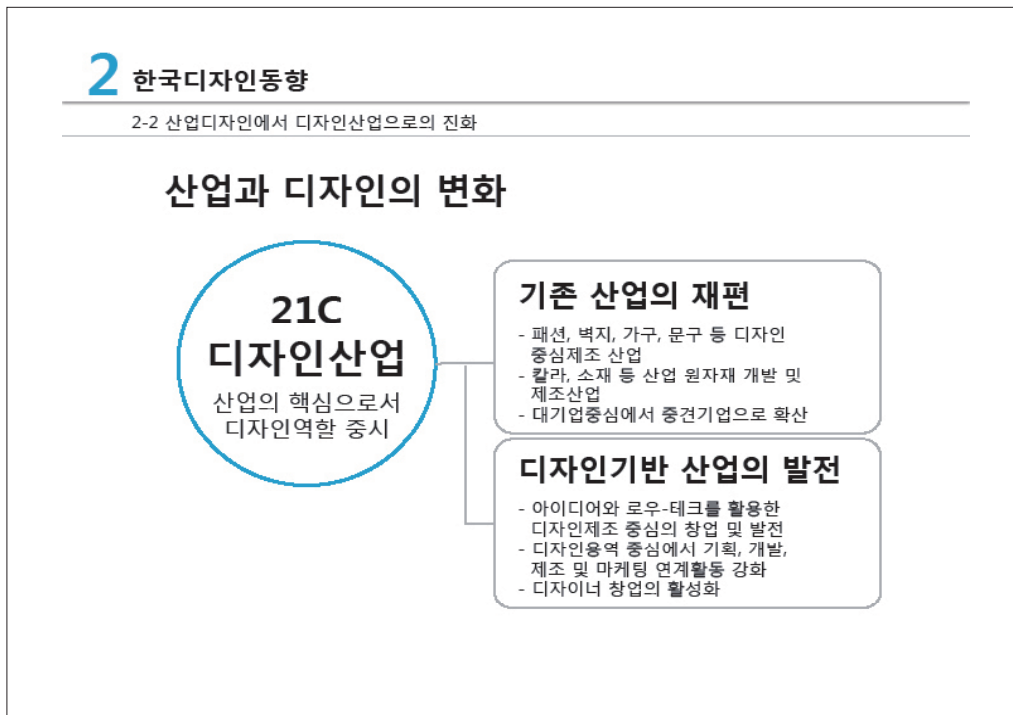 2 한국디자인동향
2-2 산업디자인에서 디자인산업으로의 진화
산업과 디자인의 변화
21C
디자인산업
산업의 핵심으로서
디자인역할 중시
기존 산업의 재편
- 패션, 벽지, 가구, 문구 등 디자인
중심제조 산업
- 칼라, 소재 등 산업 원자재 개발 및
제조산업
- 대기업중심에서 중견기업으로 확산
디자인기반 산업의 발전
- 아이디어와 로우-테크를 활용한
디자인제조 중심의 창업 및 발전
- 디자인용역 중심에서 기획, 개발,
제조 및 마케팅 연계활동 강화
- 디자이너 창업의 활성화